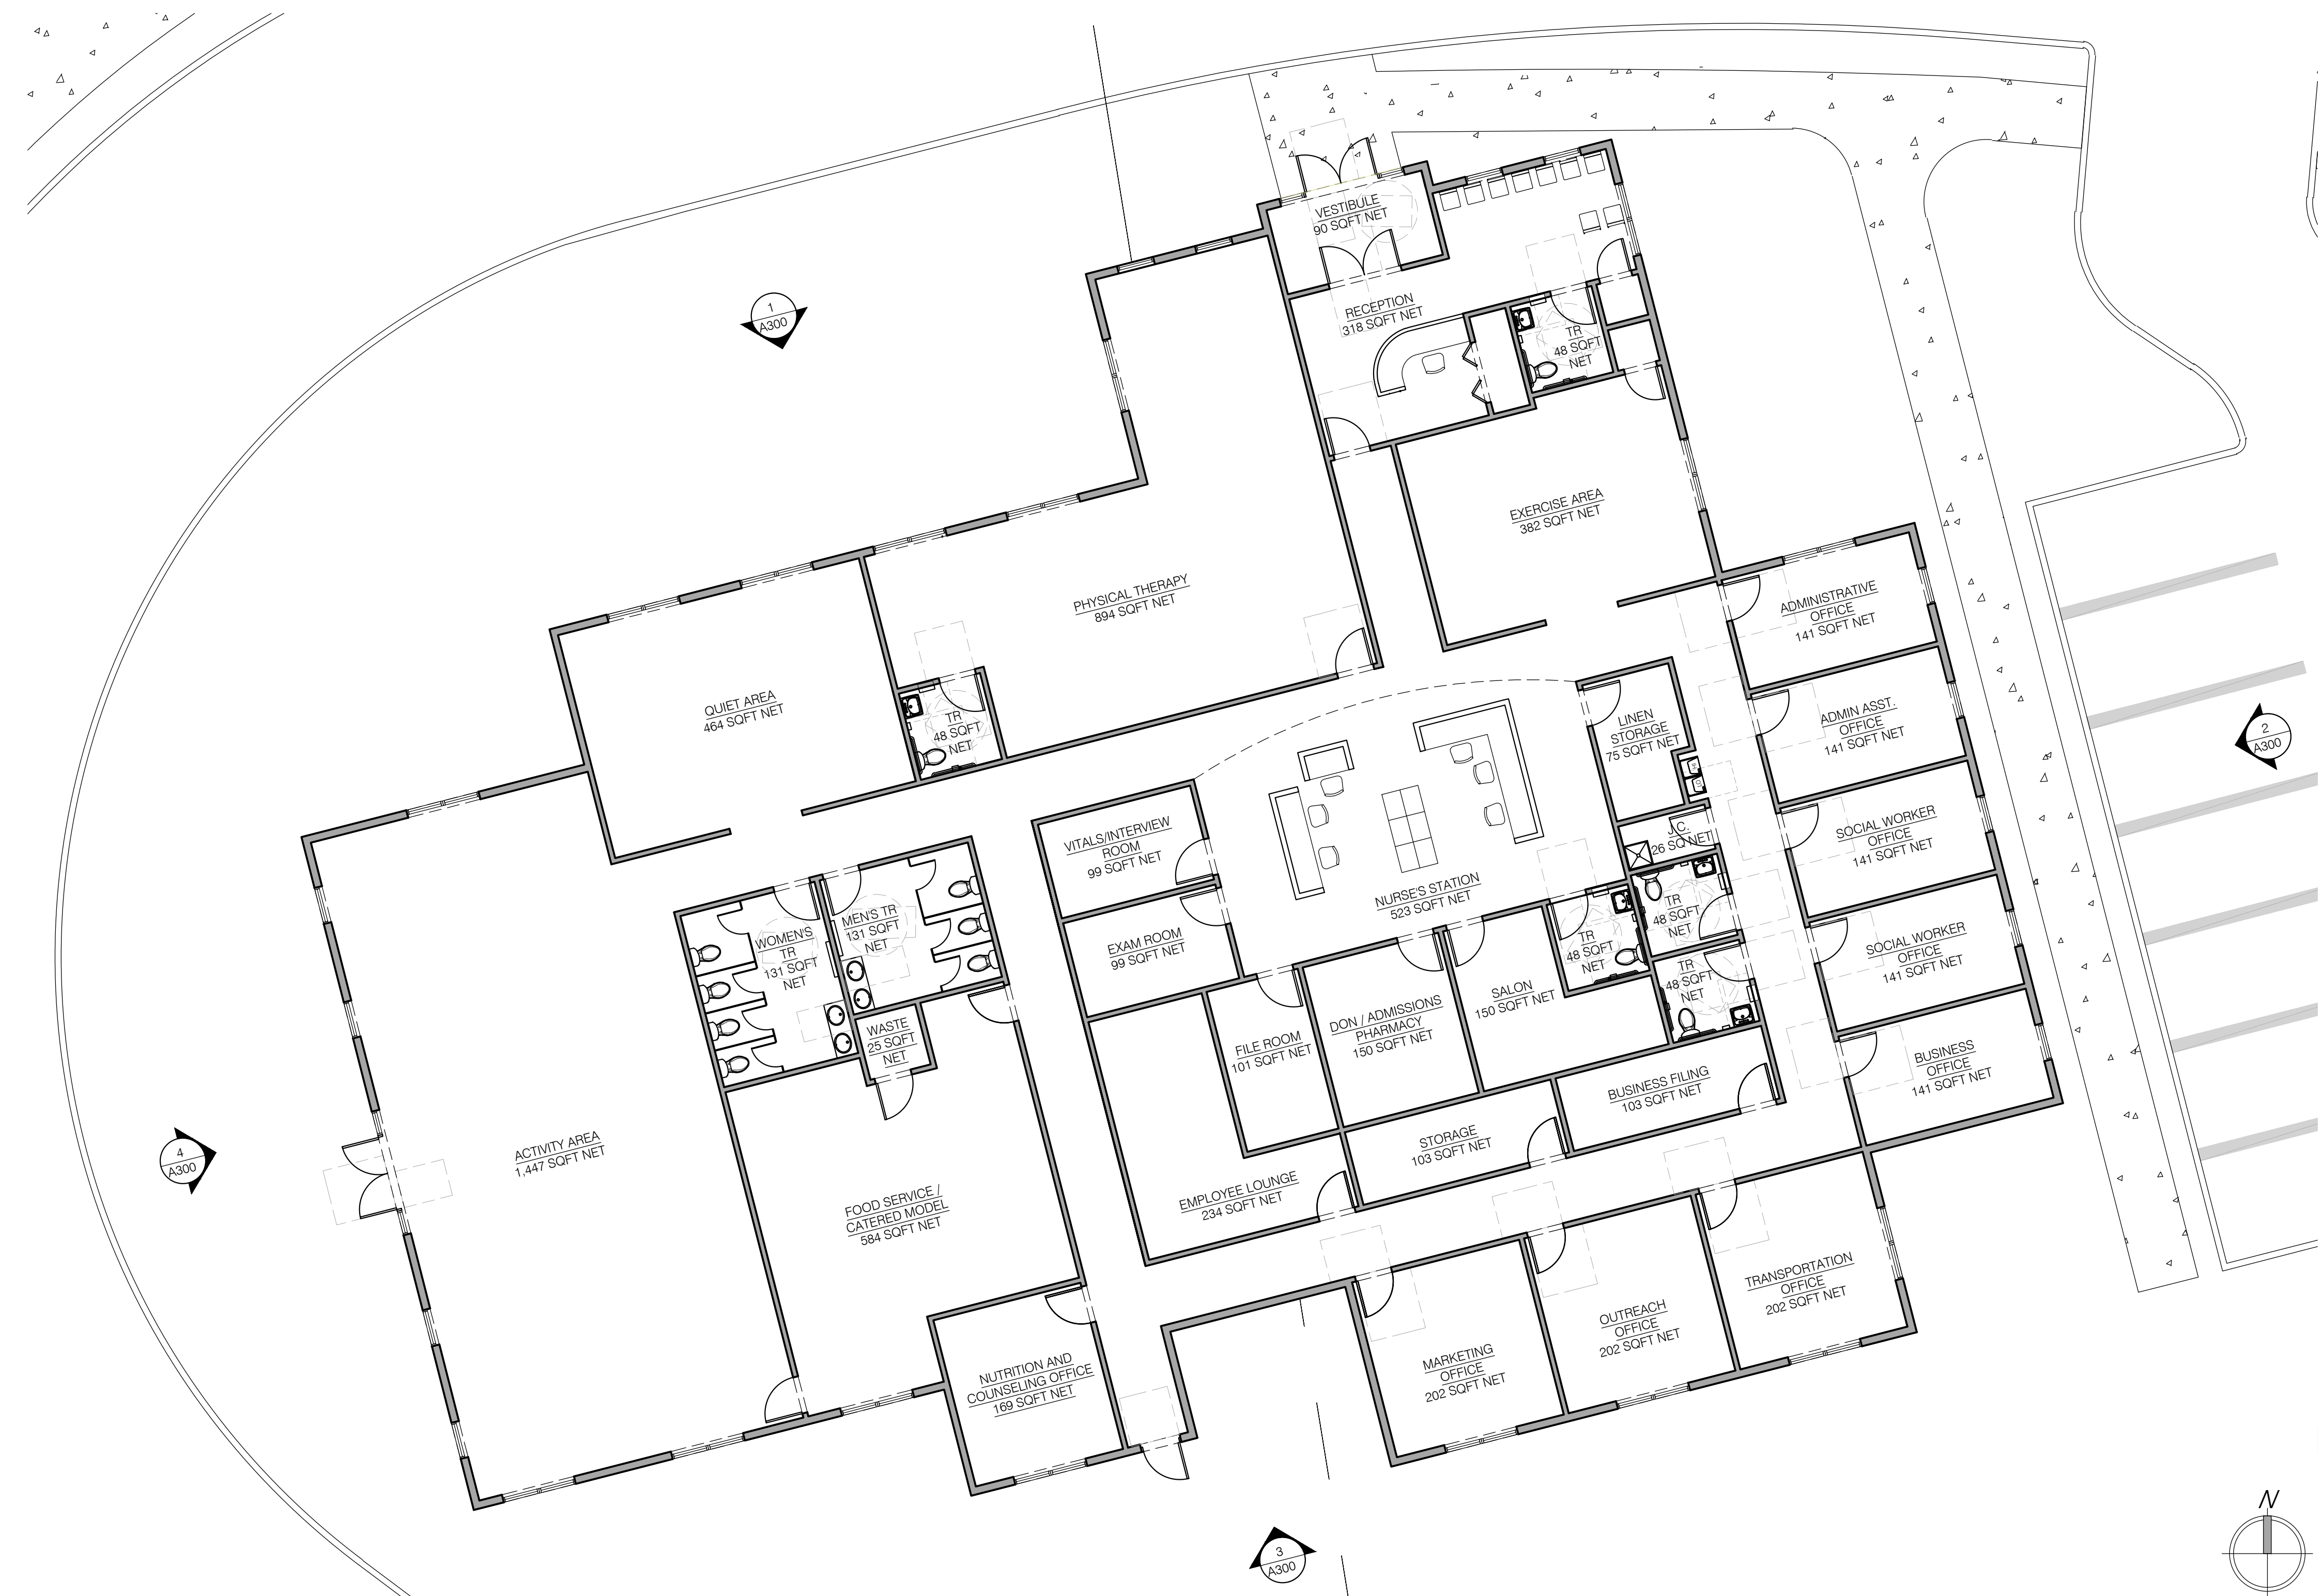 VESTIBULE
90 SQFT NET
RECEPTION
318 SQFT NET
TR
48 SQFT
NET
1
A300
EXERCISE AREA
382 SQFT NET
PHYSICAL THERAPY
894 SQFT NET
ADMINISTRATIVE
OFFICE
141 SQFT NET
QUIET AREA
464 SQFT NET
TR
48 SQFT
NET
LINEN
STORAGE
75 SQFT NET
ADMIN ASST.
OFFICE
141 SQFT NET
2
A300
VITALS/INTERVIEW
ROOM
99 SQFT NET
J.C.
26 SQ NET
SOCIAL WORKER
OFFICE
141 SQFT NET
NURSE'S STATION
523 SQFT NET
WOMEN'S
TR
131 SQFT
NET
MEN'S TR
131 SQFT
NET
EXAM ROOM
99 SQFT NET
TR
48 SQFT
NET
TR
48 SQFT
NET
SOCIAL WORKER
OFFICE
141 SQFT NET
TR
48 SQFT
NET
SALON
150 SQFT NET
DON / ADMISSIONS
PHARMACY
150 SQFT NET
FILE ROOM
101 SQFT NET
WASTE
25 SQFT
NET
BUSINESS
OFFICE
141 SQFT NET
BUSINESS FILING
103 SQFT NET
STORAGE
103 SQFT NET
ACTIVITY AREA
1,447 SQFT NET
4
A300
EMPLOYEE LOUNGE
234 SQFT NET
FOOD SERVICE /
CATERED MODEL
584 SQFT NET
TRANSPORTATION
OFFICE
202 SQFT NET
OUTREACH
OFFICE
202 SQFT NET
MARKETING
OFFICE
202 SQFT NET
NUTRITION AND
COUNSELING OFFICE
169 SQFT NET
3
A300
N